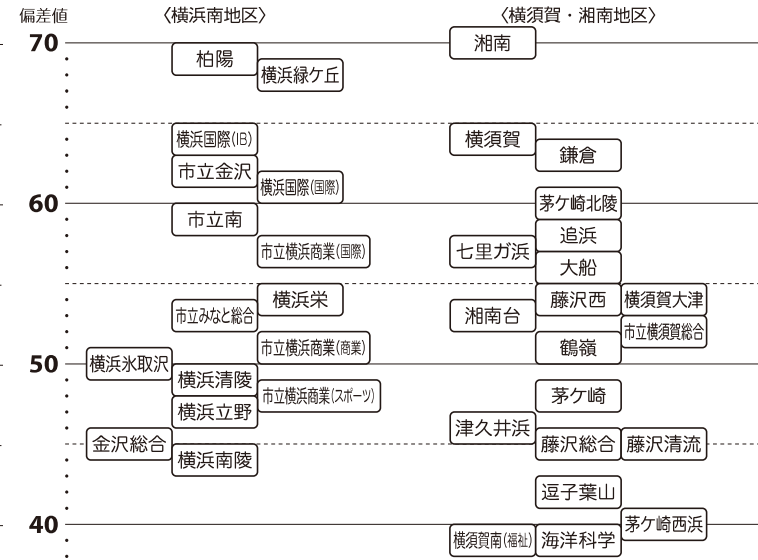 偏差値
〈横浜南地区〉
〈横須賀・湘南地区〉
70
柏陽
横浜緑ケ丘
湘南
横浜国際(IB)
市立金沢
横浜国際(国際)
横須賀
鎌倉
60
市立南
市立横浜商業(国際)
茅ケ崎北陵
追浜
七里ガ浜
大船
横浜栄
市立みなと総合
市立横浜商業(商業)
藤沢西
横須賀大津
湘南台
市立横須賀総合
鶴嶺
50
横浜氷取沢
横浜清陵
市立横浜商業(スポーツ)
横浜立野
茅ケ崎
津久井浜
金沢総合
横浜南陵
藤沢総合
藤沢清流
逗子葉山
40
茅ケ崎西浜
横須賀南(福祉)
海洋科学